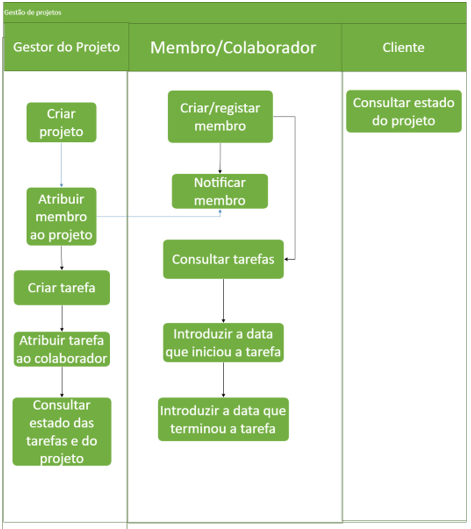 Gestão de projetos
Gestor do Projeto
Membro/Colaborador
Cliente
Criar
projeto
Atribuir
membro
ao projeto
Criar tarefa
Atribuir tarefa
ao colaborador
Consultar
estado das
tarefas e do
projeto
Criar/registar
membro
Notificar
membro
Consultar tarefas
Introduzir a data
que iniciou a tarefa
Introduzir a data que
terminou a tarefa
Consultar estado
do projeto